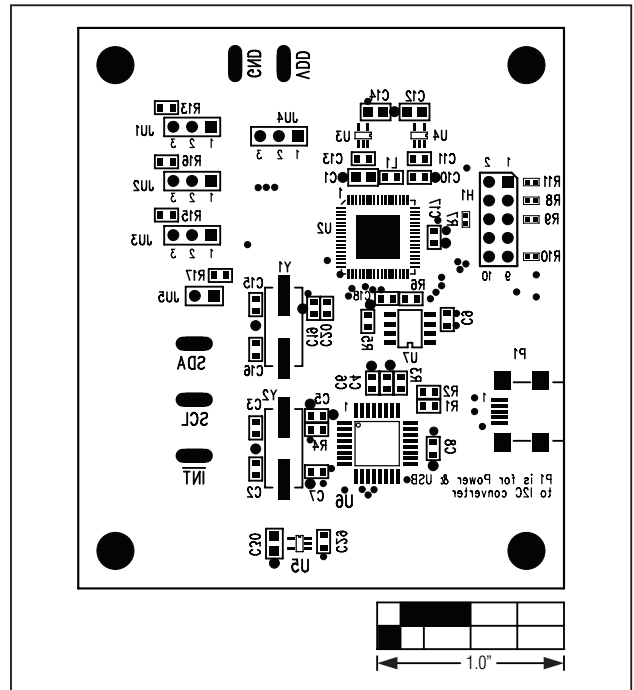 GND VDD
C14 C12
R13
JU1
3 2 1
JU4
3 2 1
U3 U4
R16
C13 L1 C11
JU2
3 2 1
C1 C10
2 1
H1
R11
R8
R9
R10
10 9
R15
JU3
3 2 1
1
U2
C17
R7
R17
JU5
C15 Y1
C16
C19
C20
C18 R6
R5
U7
C9
P1
1
SDA
C6
C4
R3
R2
R1
SCL
C3 Y2
C2
C5
R4
C7
1
U6
C8
INT
P1 is for Power & USB
to I2C converter
C30
U5
C29
1.0"